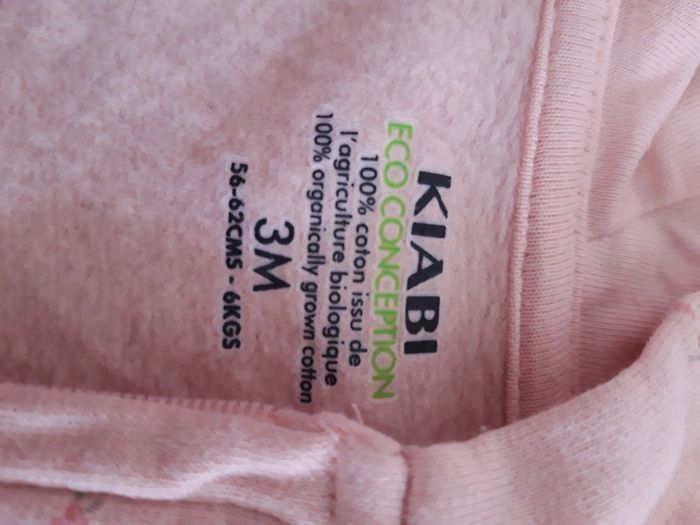 KIABI
ECO CONCEPTION
100% coton issu de
l'agriculture biologique
100% organically grown cotton
3M
56-62CMS - 6KGS